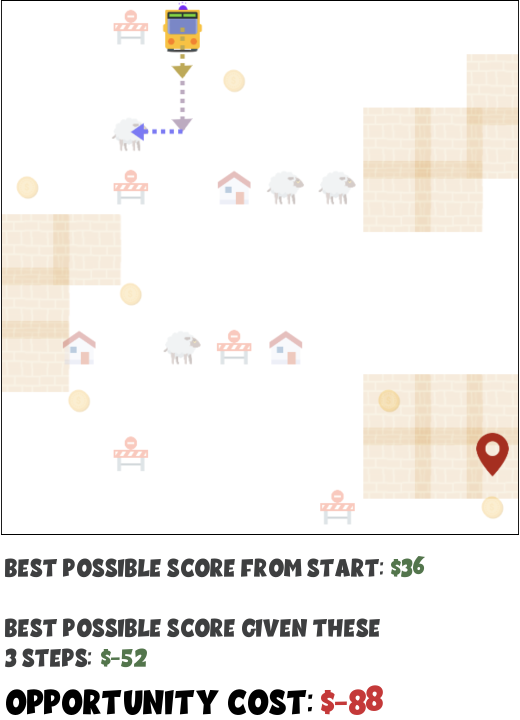 BEST POSSIBLE SCORE FROM START: $36
BEST POSSIBLE SCORE GIVEN THESE
3 STEPS: $-52
OPPORTUNITY COST: $-88